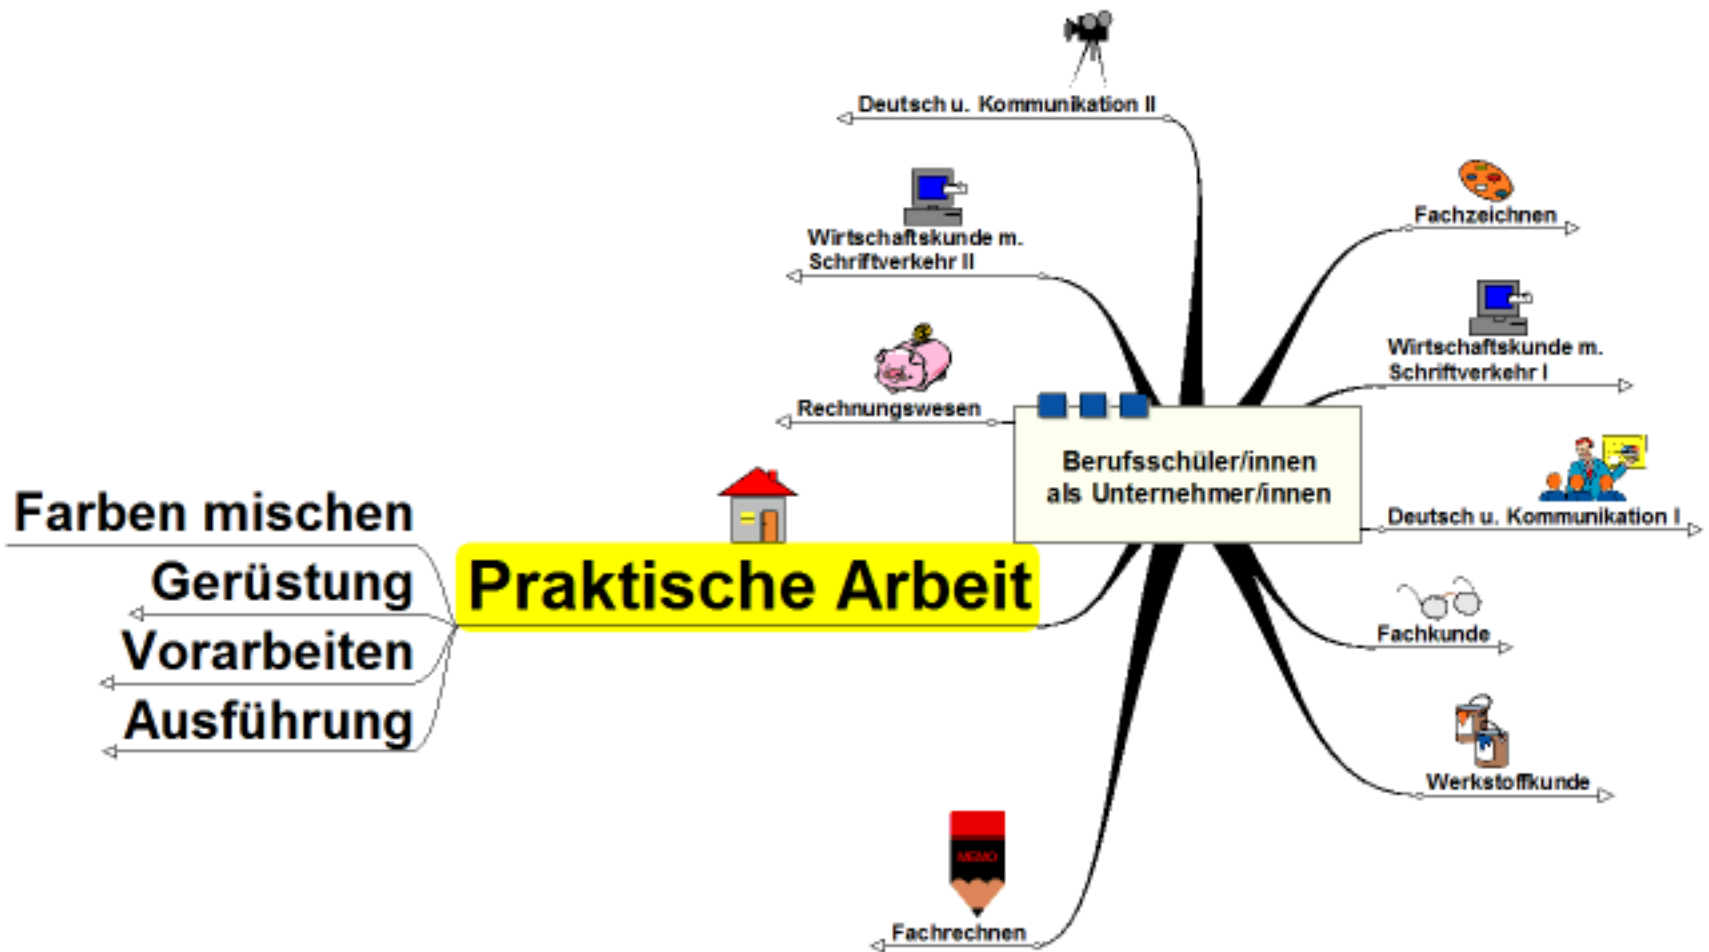 Deutsch u. Kommunikation II
Wirtschaftskunde m.
Schriftverkehr II
Rechnungswesen
Praktische Arbeit
Farben mischen
Gerüstung
Vorarbeiten
Ausführung
MEMO
Fachrechnen
Berufsschüler/innen
als Unternehmer/innen
Fachzeichnen
Wirtschaftskunde m.
Schriftverkehr I
Deutsch u. Kommunikation I
Fachkunde
Werkstoffkunde